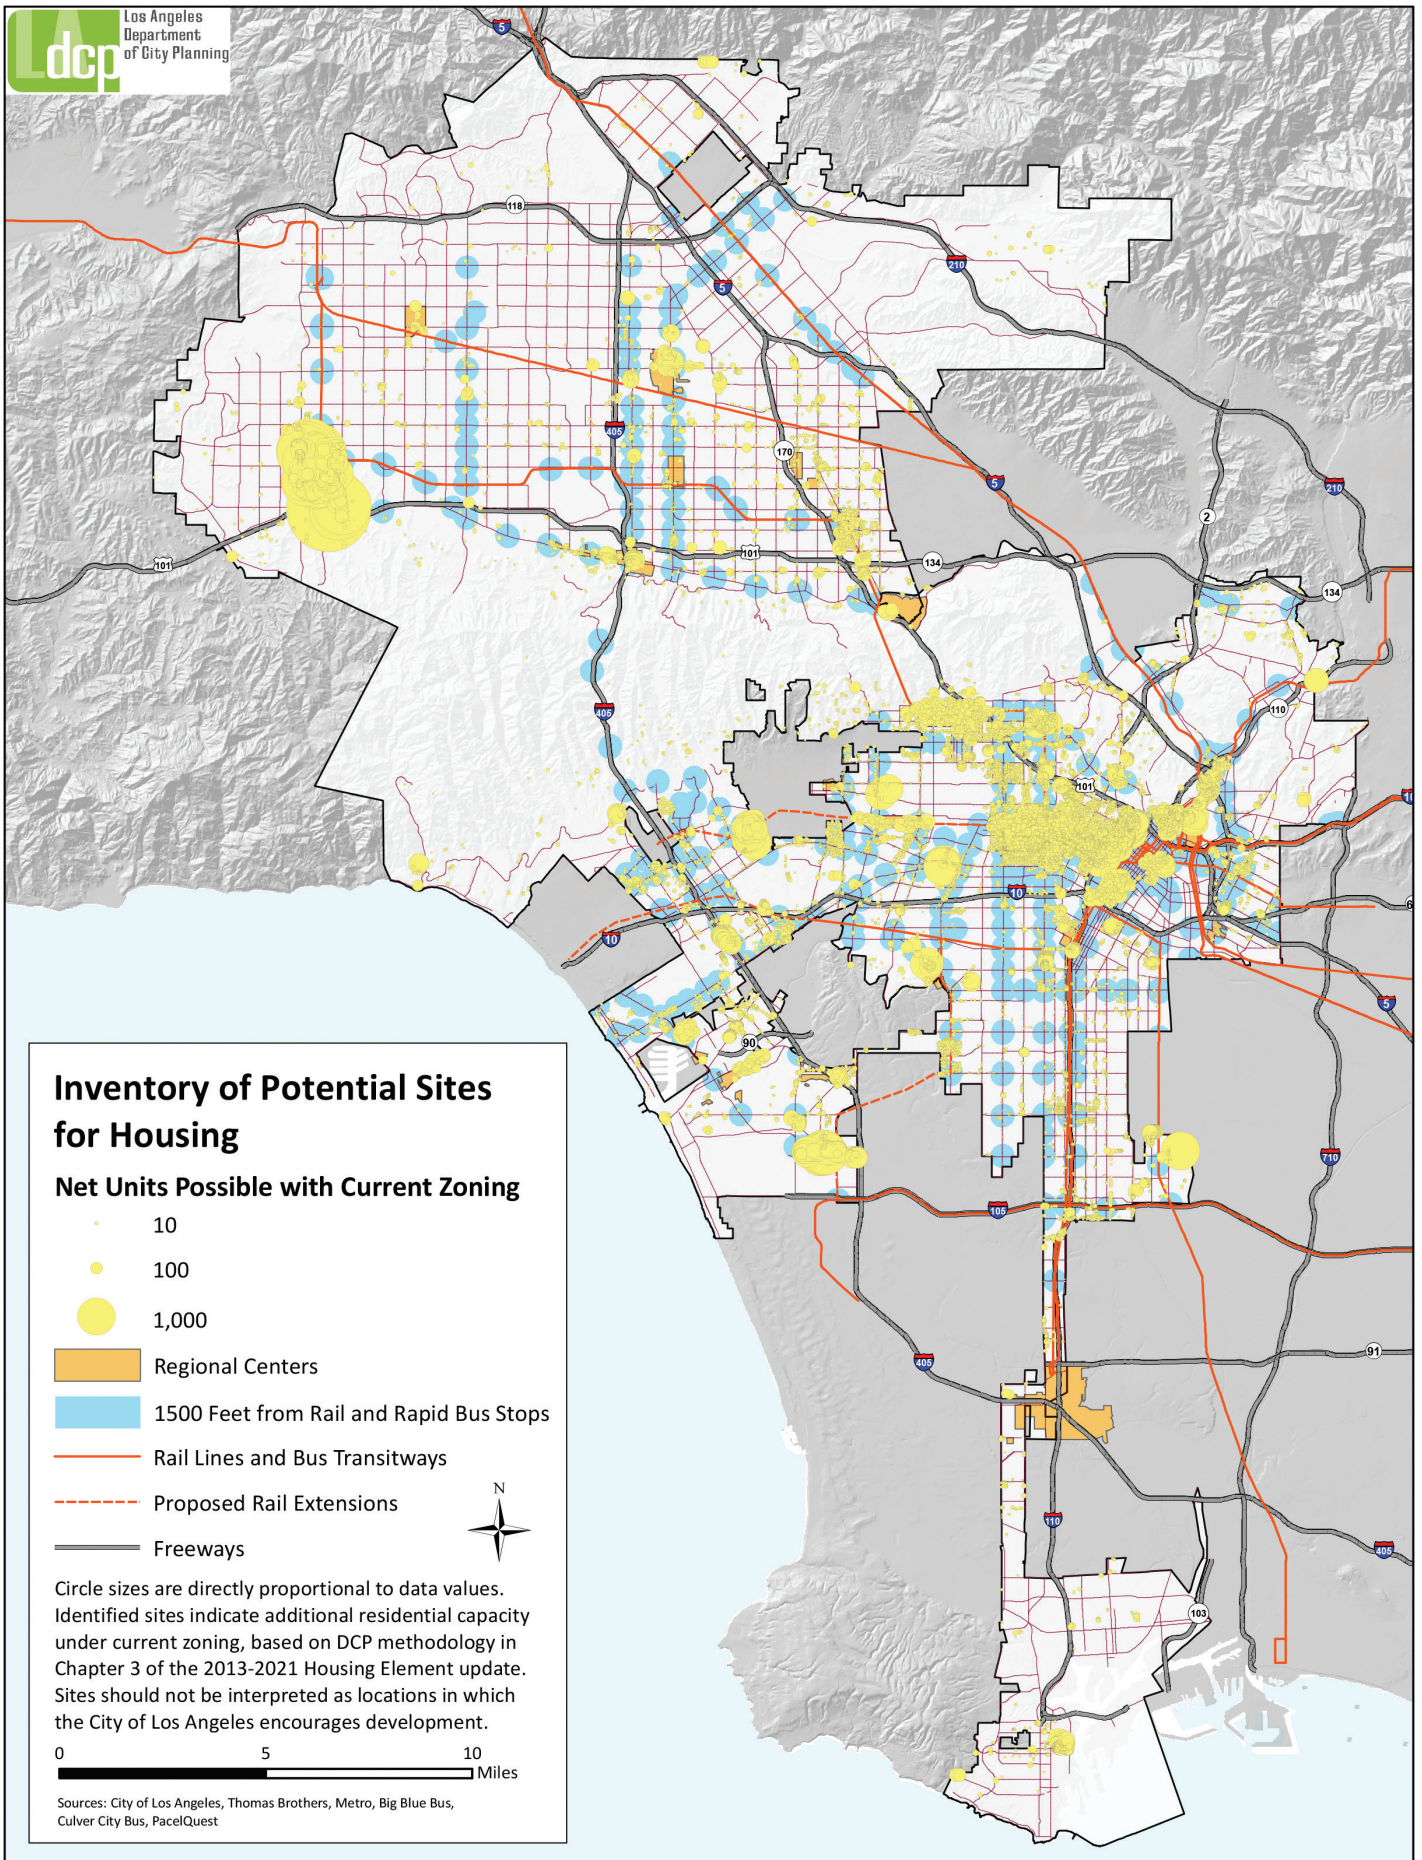 LA
dcp
Los Angeles
Department
of City Planning
5
118
210
5
405
170
5
210
2
101
101
134
134
405
110
101
10
10
10
5
90
710
105
405
91
110
405
103
Inventory of Potential Sites
for Housing
Net Units Possible with Current Zoning
10
100
1,000
Regional Centers
1500 Feet from Rail and Rapid Bus Stops
Rail Lines and Bus Transitways
Proposed Rail Extensions
N
Freeways
Circle sizes are directly proportional to data values.
Identified sites indicate additional residential capacity
under current zoning, based on DCP methodology in
Chapter 3 of the 2013-2021 Housing Element update.
Sites should not be interpreted as locations in which
the City of Los Angeles encourages development.
0 5 10
Miles
Sources: City of Los Angeles, Thomas Brothers, Metro, Big Blue Bus,
Culver City Bus, PacelQuest